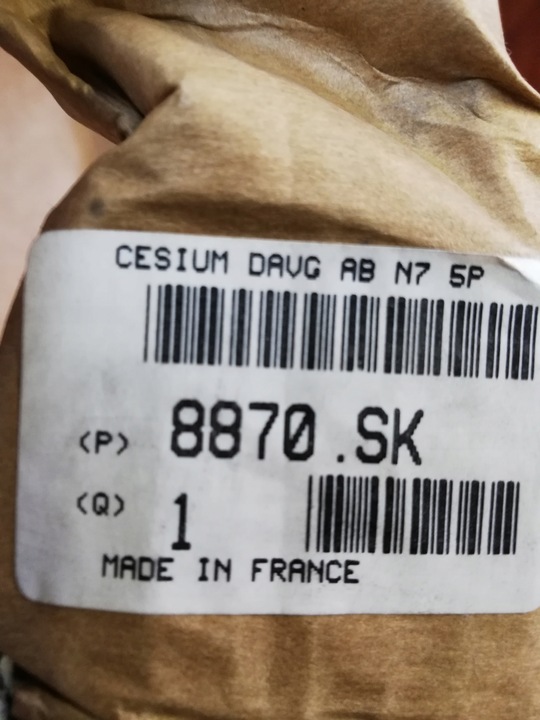 CESIUM DAVG AB N7 5P
(P) 8870.SK
(Q) 1
MADE IN FRANCE